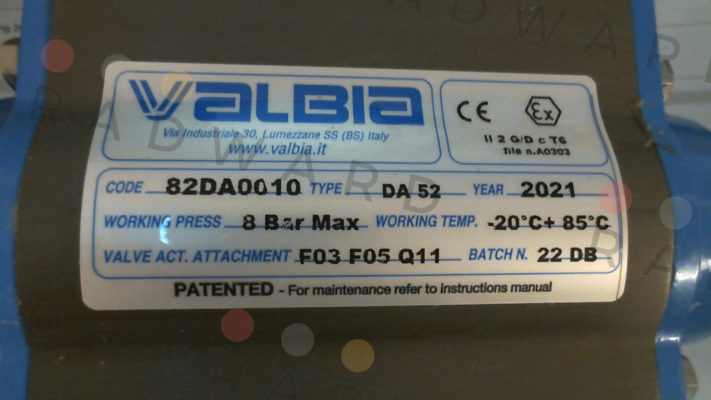 VALBIA
Via Industriale 30, Lumezzane SS (BS) Italy
www.valbia.it
CE Ex
II 2 G/D c T6
file n.A0303
CODE 82DA0010 TYPE DA 52 YEAR 2021
WORKING PRESS 8 Bar Max WORKING TEMP. -20°C+ 85°C
VALVE ACT. ATTACHMENT F03 F05 Q11 BATCH N. 22 DB
PATENTED - For maintenance refer to instructions manual
RADWARD